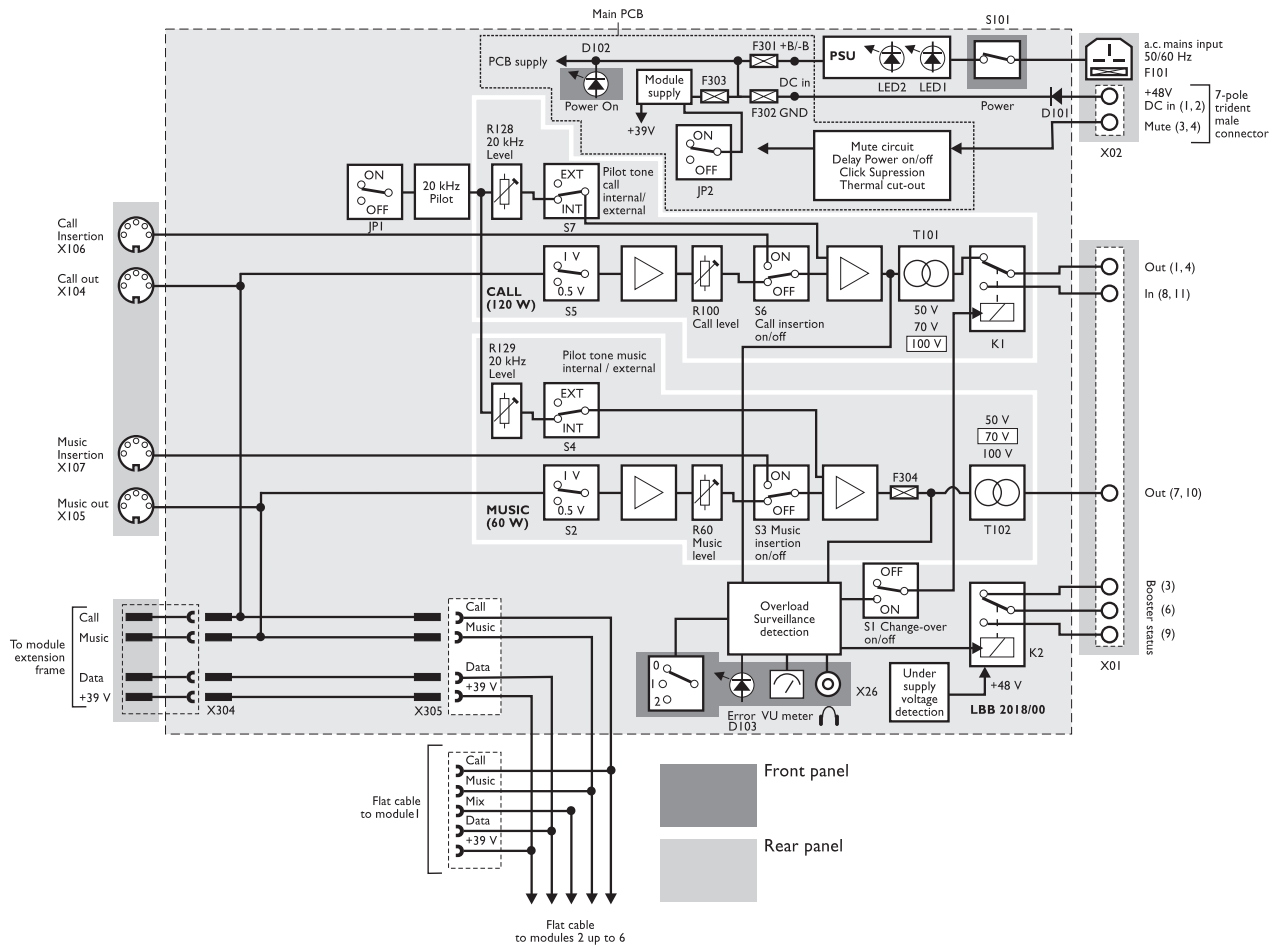 Main PCB
S101
D102
PCB supply
Power On
F301 +B/-B
PSU
LED2
LED1
Power
a.c. mains input
50/60 Hz
F101
Module
supply
F303
DC in
F302 GND
D101
+48V
DC in (1, 2)
Mute (3, 4)
7-pole
trident
male
connector
X02
+39V
ON
OFF
JP2
Mute circuit
Delay Power on/off
Click Supression
Thermal cut-out
R128
20 kHz
Level
ON
OFF
JP1
20 kHz
Pilot
EXT
INT
S7
Pilot tone
call
internal/
external
Call
Insertion
X106
Call out
X104
CALL
(120 W)
1 V
0.5 V
S5
R100
Call level
ON
OFF
S6
Call insertion
on/off
T101
50 V
70 V
100 V
K1
Out (1, 4)
In (8, 11)
R129
20 kHz
Level
Pilot tone music
internal / external
EXT
INT
S4
Music
Insertion
X107
Music out
X105
MUSIC
(60 W)
1 V
0.5 V
S2
R60
Music
level
ON
OFF
S3 Music
insertion
on/off
F304
50 V
70 V
100 V
T102
Out (7, 10)
Overload
Surveillance
detection
OFF
ON
S1 Change-over
on/off
K2
Booster status
(3)
(6)
(9)
X01
To module
extension
frame
Call
Music
Data
+39 V
X304
X305
Call
Music
Data
+39 V
0
1
2
Error
D103
VU meter
X26
Under
supply
voltage
detection
+48 V
LBB 2018/00
Flat cable
to module1
Call
Music
Mix
Data
+39 V
Front panel
Rear panel
Flat cable
to modules 2 up to 6